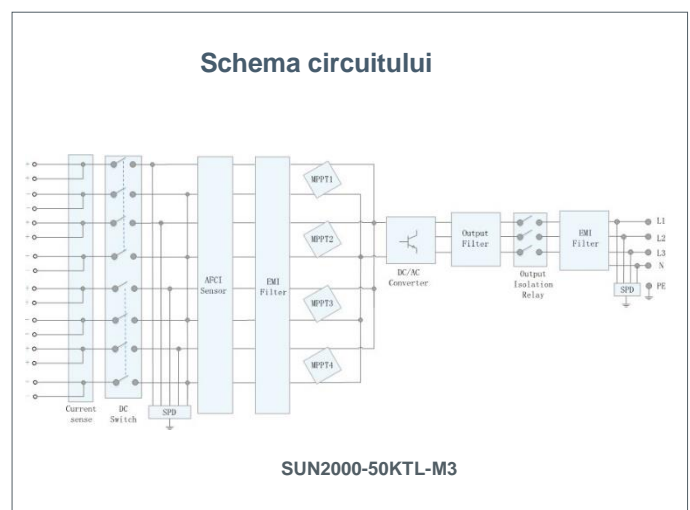 Schema circuitului
+
+
-
-
+
+
-
-
+
+
-
-
+
+
-
-
Current
sense
DC
Switch
SPD
AFCI
Sensor
EMI
Filter
MPPT1
MPPT2
MPPT3
MPPT4
DC/AC
Converter
Output
Filter
Output
Isolation
Relay
EMI
Filter
SPD
L1
L2
L3
N
PE
SUN2000-50KTL-M3